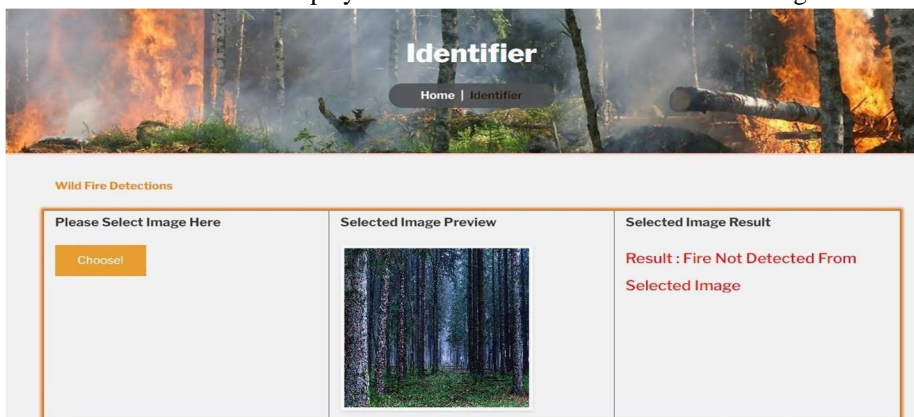 Identifier
Home | Identifier
Wild Fire Detections
Please Select Image Here
Selected Image Preview
Selected Image Result
Choose!
Result : Fire Not Detected From
Selected Image